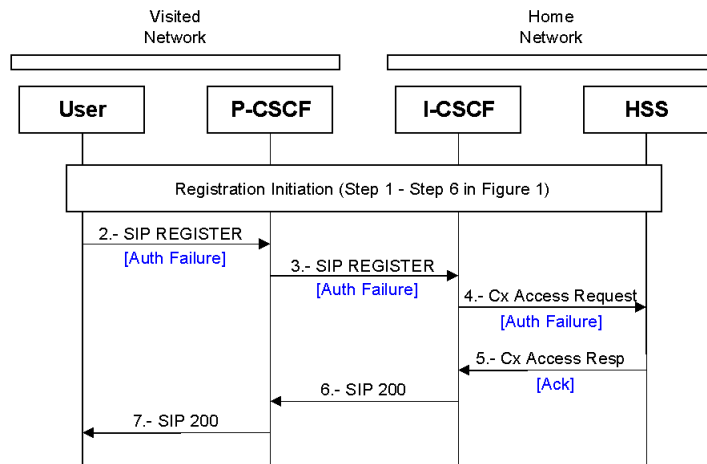 Visited
Network
Home
Network
User
P-CSCF
I-CSCF
HSS
Registration Initiation (Step 1 - Step 6 in Figure 1)
2.- SIP REGISTER
[Auth Failure]
3.- SIP REGISTER
[Auth Failure]
4.- Cx Access Request
[Auth Failure]
5.- Cx Access Resp
[Ack]
6.- SIP 200
7.- SIP 200